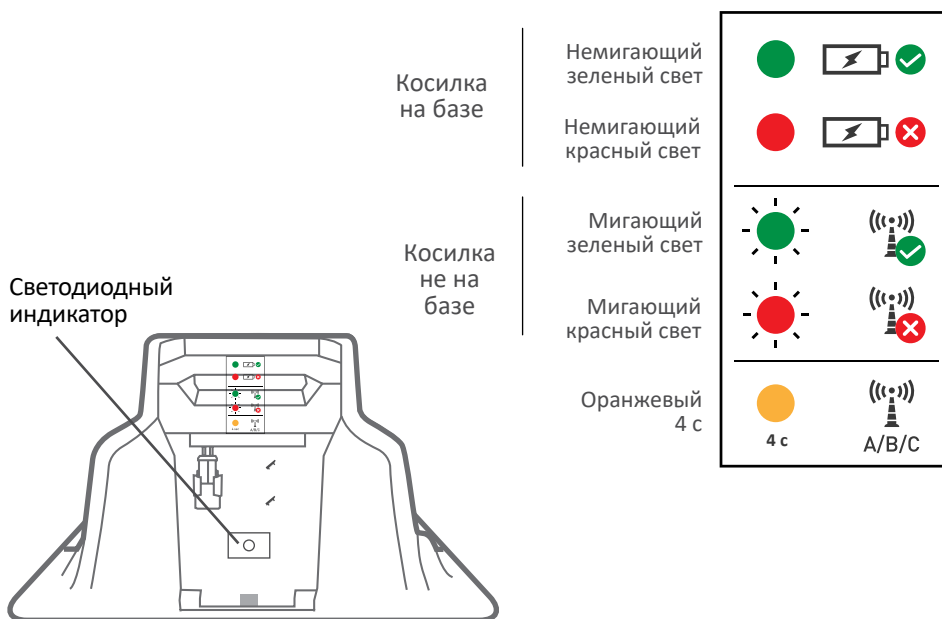 Косилка
на базе
Немигающий
зеленый свет
Немигающий
красный свет
Косилка
не на
базе
Мигающий
зеленый свет
Мигающий
красный свет
Светодиодный
индикатор
Оранжевый
4 с
4 с
A/B/C